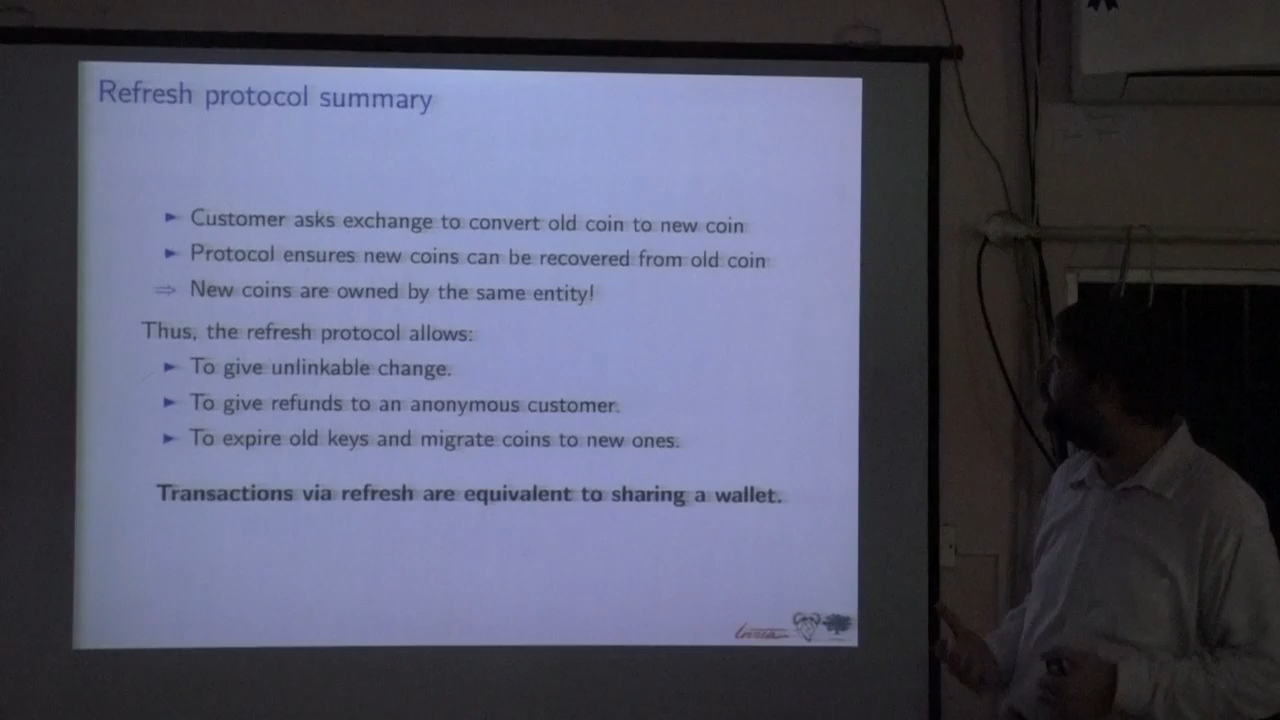 Refresh protocol summary
► Customer asks exchange to convert old coin to new coin
► Protocol ensures new coins can be recovered from old coin
⇒ New coins are owned by the same entity!
Thus, the refresh protocol allows:
► To give unlinkable change.
► To give refunds to an anonymous customer.
► To expire old keys and migrate coins to new ones.
Transactions via refresh are equivalent to sharing a wallet.
Inria